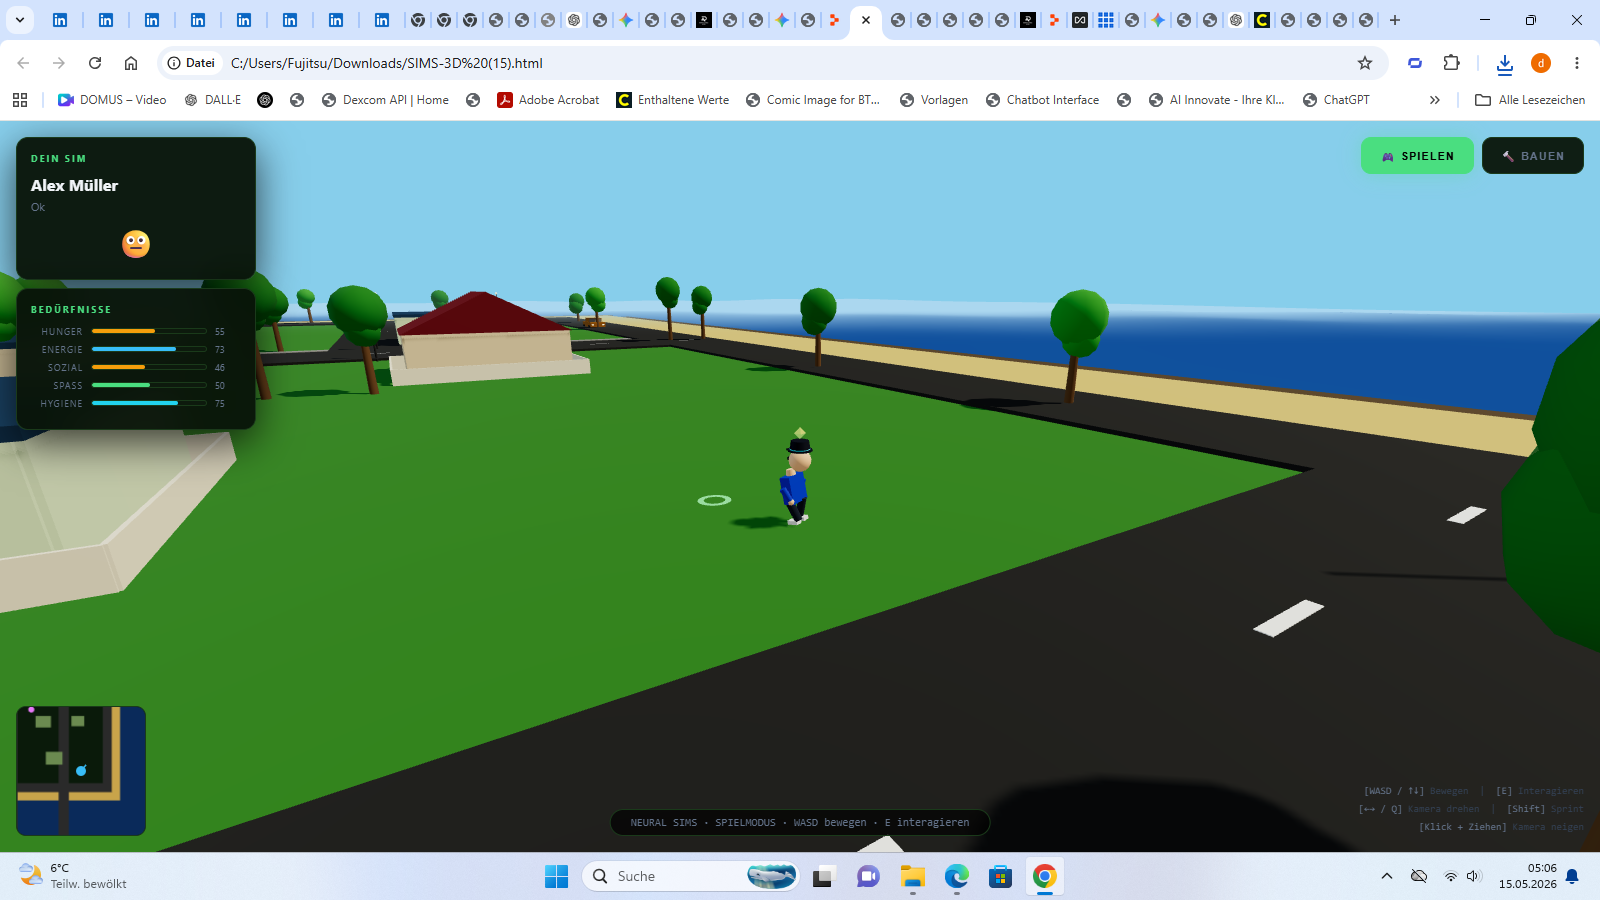 Datei
C:/Users/Fujitsu/Downloads/SIMS-3D%20(15).html
d
DOMUS – Video
DALL·E
Dexcom API | Home
Adobe Acrobat
Enthaltene Werte
Comic Image for BT...
Vorlagen
Chatbot Interface
AI Innovate - Ihre KI...
ChatGPT
Alle Lesezeichen
DEIN SIM
Alex Müller
Ok
SPIELEN
BAUEN
BEDÜRFNISSE
HUNGER 55
ENERGIE 73
SOZIAL 46
SPASS 50
HYGIENE 75
[WASD / ↑↓] Bewegen | [E] Interagieren
[↔ / Q] Kamera drehen | [Shift] Sprint
[Klick + Ziehen] Kamera neigen
NEURAL SIMS · SPIELMODUS · WASD bewegen · E interagieren
6°C
Teilw. bewölkt
Suche
05:06
15.05.2026